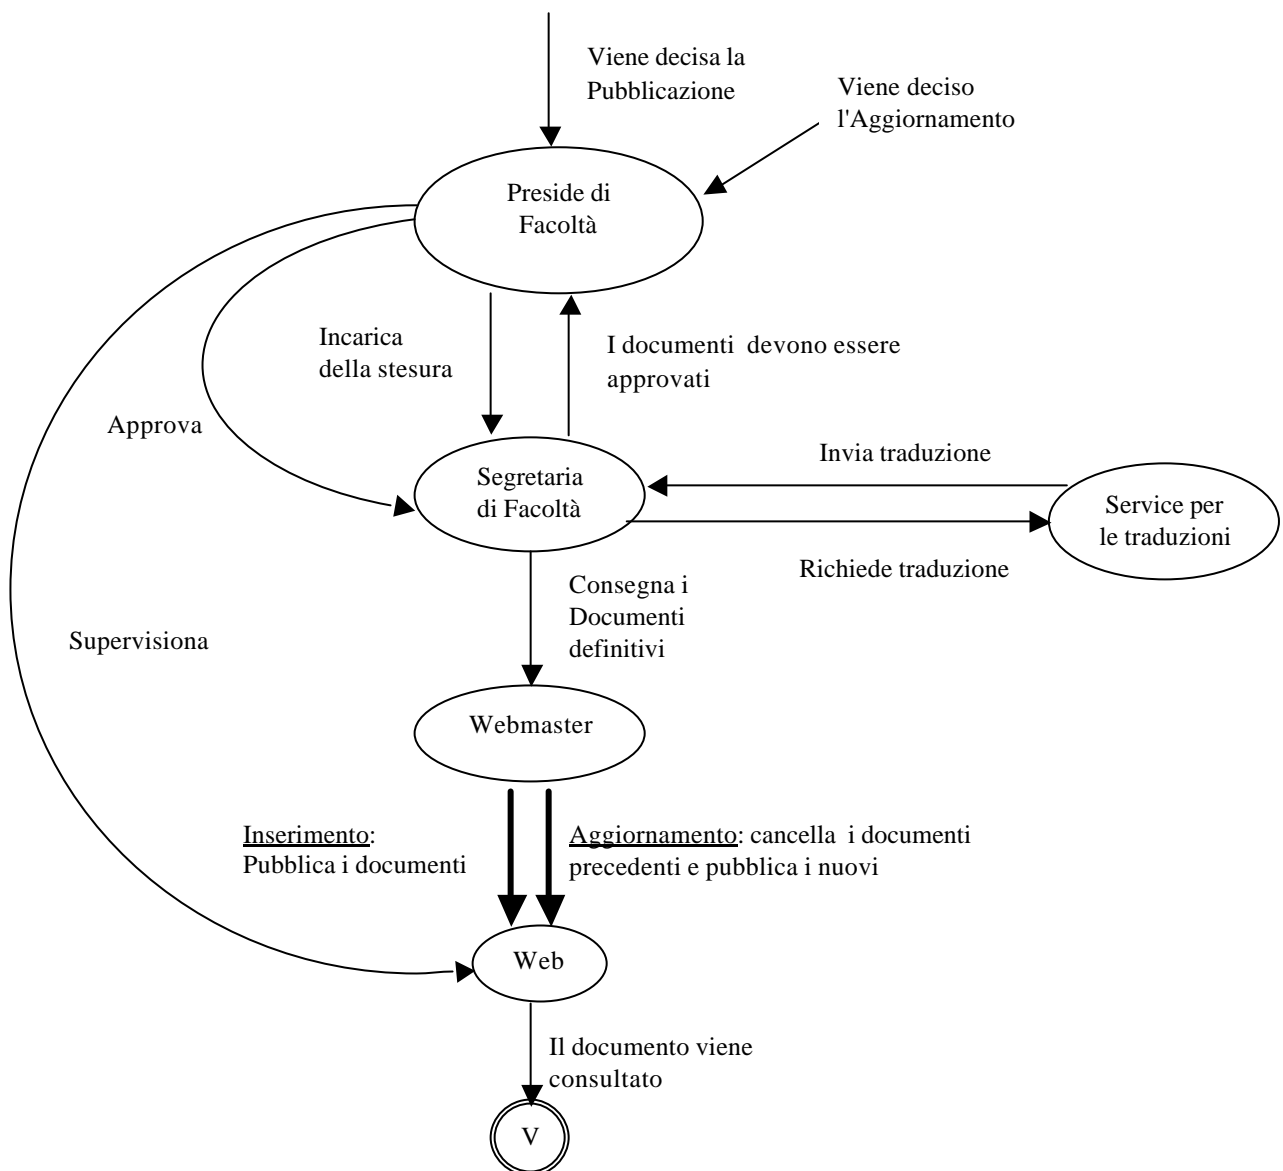 Viene decisa la
Pubblicazione
Viene deciso
l'Aggiornamento
Preside di
Facoltà
Incarica
della stesura
I documenti devono essere
approvati
Approva
Segretaria
di Facoltà
Invia traduzione
Service per
le traduzioni
Richiede traduzione
Consegna i
Documenti
definitivi
Supervisiona
Webmaster
Inserimento:
Pubblica i documenti
Aggiornamento: cancella i documenti
precedenti e pubblica i nuovi
Web
Il documento viene
consultato
V